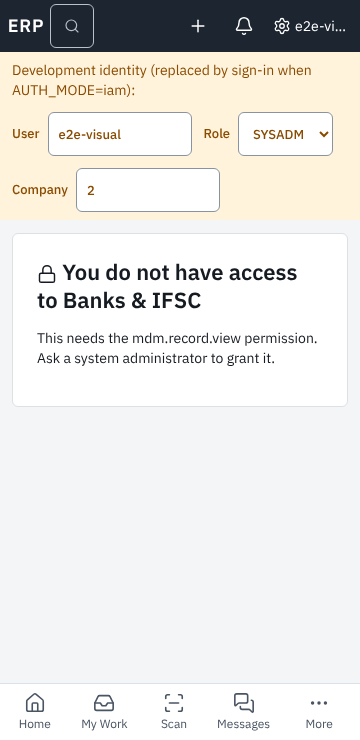 ERP
e2e-vi...
Development identity (replaced by sign-in when
AUTH_MODE=iam):
User e2e-visual Role SYSADM
Company 2
You do not have access
to Banks & IFSC
This needs the mdm.record.view permission.
Ask a system administrator to grant it.
Home My Work Scan Messages More